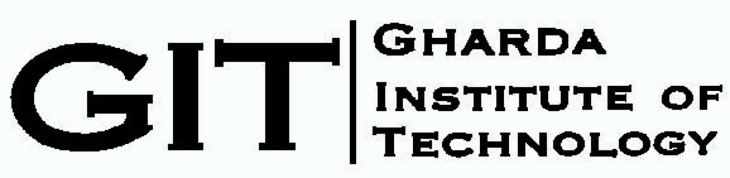 GIT
GHARDA
INSTITUTE OF
TECHNOLOGY